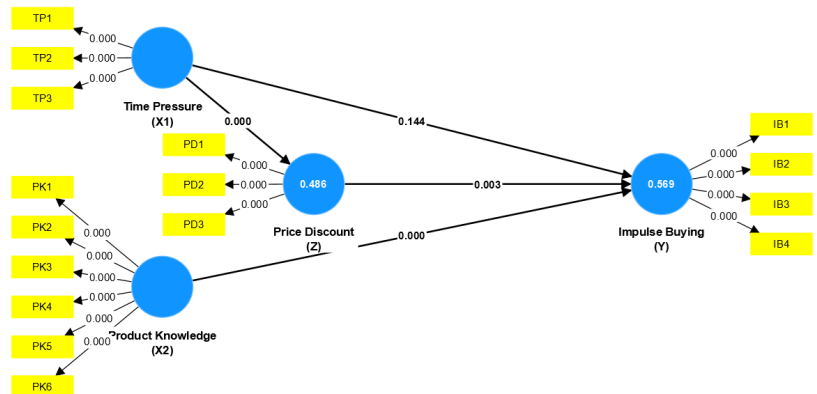 TP1
0.000
TP2
0.000
0.000
TP3
Time Pressure
(X1)
0.000
0.144
PD1
0.000
PD2
0.000
0.000
PD3
0.486
Price Discount
(Z)
0.003
0.569
Impulse Buying
(Y)
IB1
0.000
IB2
0.000
0.000
IB3
0.000
IB4
PK1
0.000
PK2
0.000
PK3
0.000
0.000
PK4
0.000
PK5
0.000
PK6
Product Knowledge
(X2)
0.000